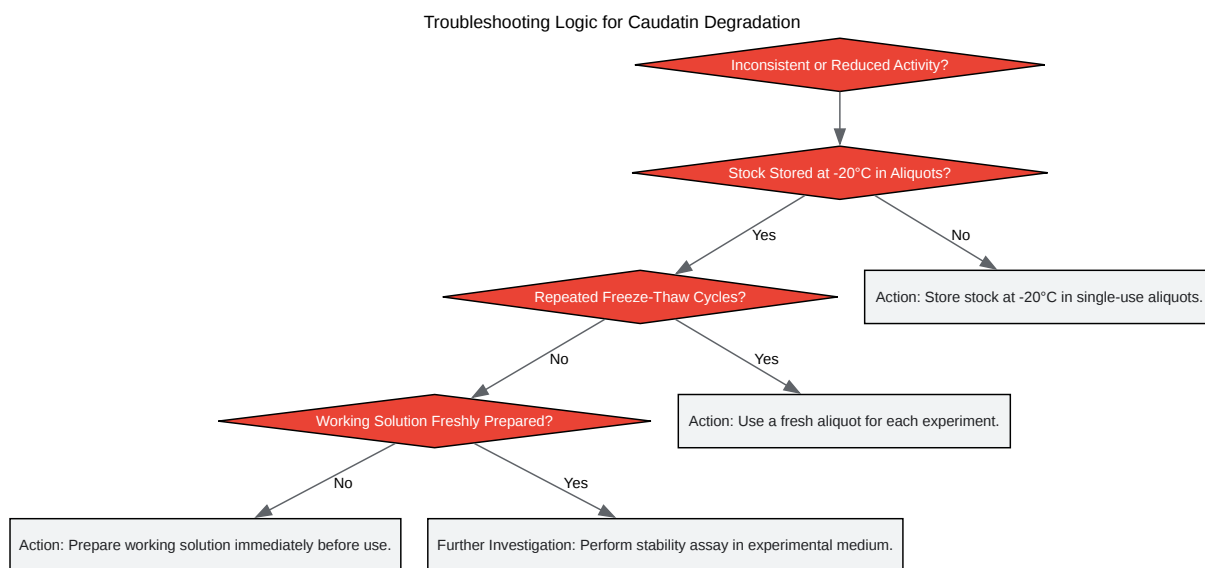 Troubleshooting Logic for Caudatin Degradation
Inconsistent or Reduced Activity?
Stock Stored at -20°C in Aliquots?
Yes
No
Repeated Freeze-Thaw Cycles?
Action: Store stock at -20°C in single-use aliquots.
No
Yes
Working Solution Freshly Prepared?
Action: Use a fresh aliquot for each experiment.
No
Yes
Action: Prepare working solution immediately before use.
Further Investigation: Perform stability assay in experimental medium.